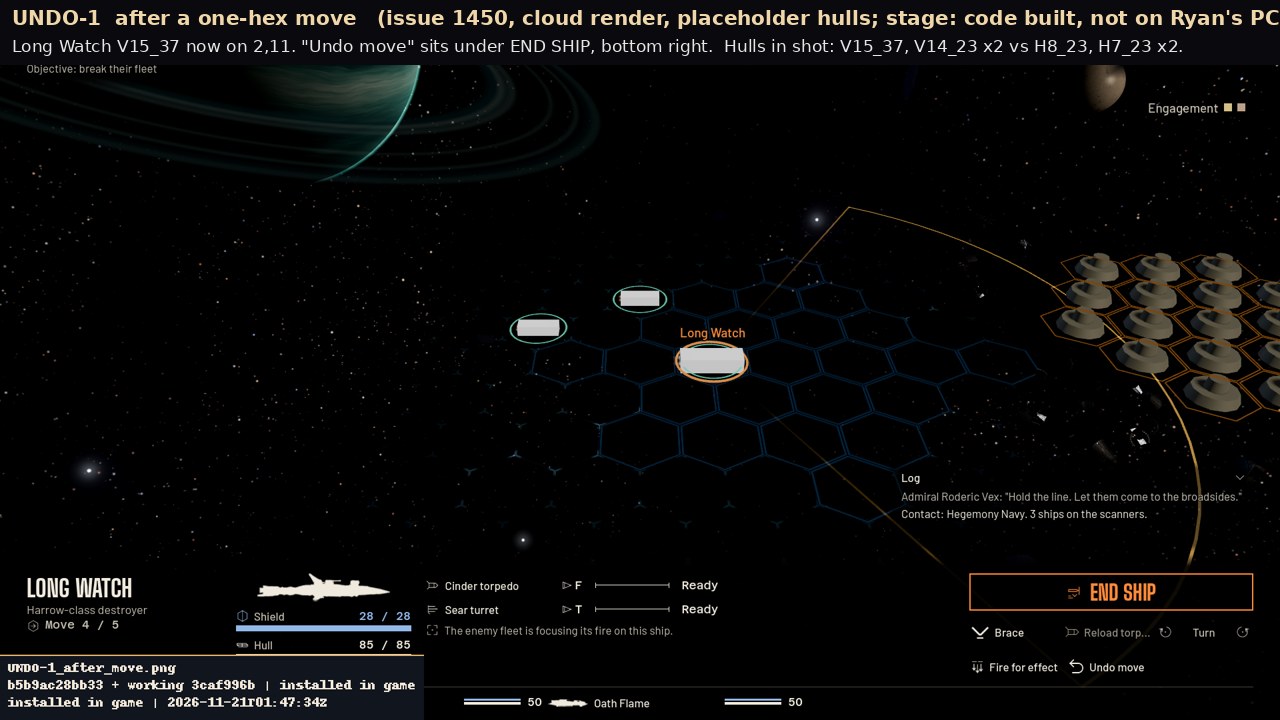 UNDO-1 after a one-hex move (issue 1450, cloud render, placeholder hulls; stage: code built, not on Ryan's PC
Long Watch V15_37 now on 2,11. "Undo move" sits under END SHIP, bottom right. Hulls in shot: V15_37, V14_23 x2 vs H8_23, H7_23 x2.
Objective: break their fleet
Engagement
Long Watch
Log
Admiral Roderic Vex: "Hold the line. Let them come to the broadsides."
Contact: Hegemony Navy. 3 ships on the scanners.
LONG WATCH
Harrow-class destroyer
Move 4 / 5
Shield 28 / 28
Hull 85 / 85
Cinder torpedo F Ready
Sear turret T Ready
The enemy fleet is focusing its fire on this ship.
END SHIP
Brace Reload torp... Turn
Fire for effect Undo move
UNDO-1_after_move.png
b5b9ac28bb33 + working 3caf996b | installed in game
installed in game | 2026-11-21T01:47:34Z
50 Oath Flame 50